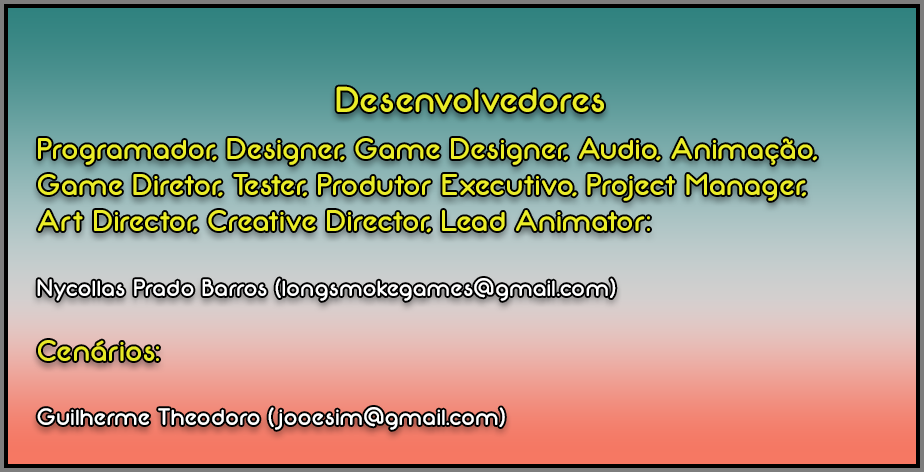 Desenvolvedores
Programador, Designer, Game Designer, Audio, Animação,
Game Diretor, Tester, Produtor Executivo, Project Manager,
Art Director, Creative Director, Lead Animator:
Nycollas Prado Barros (longsmokegames@gmail.com)
Cenários:
Guilherme Theodoro (jooesim@gmail.com)